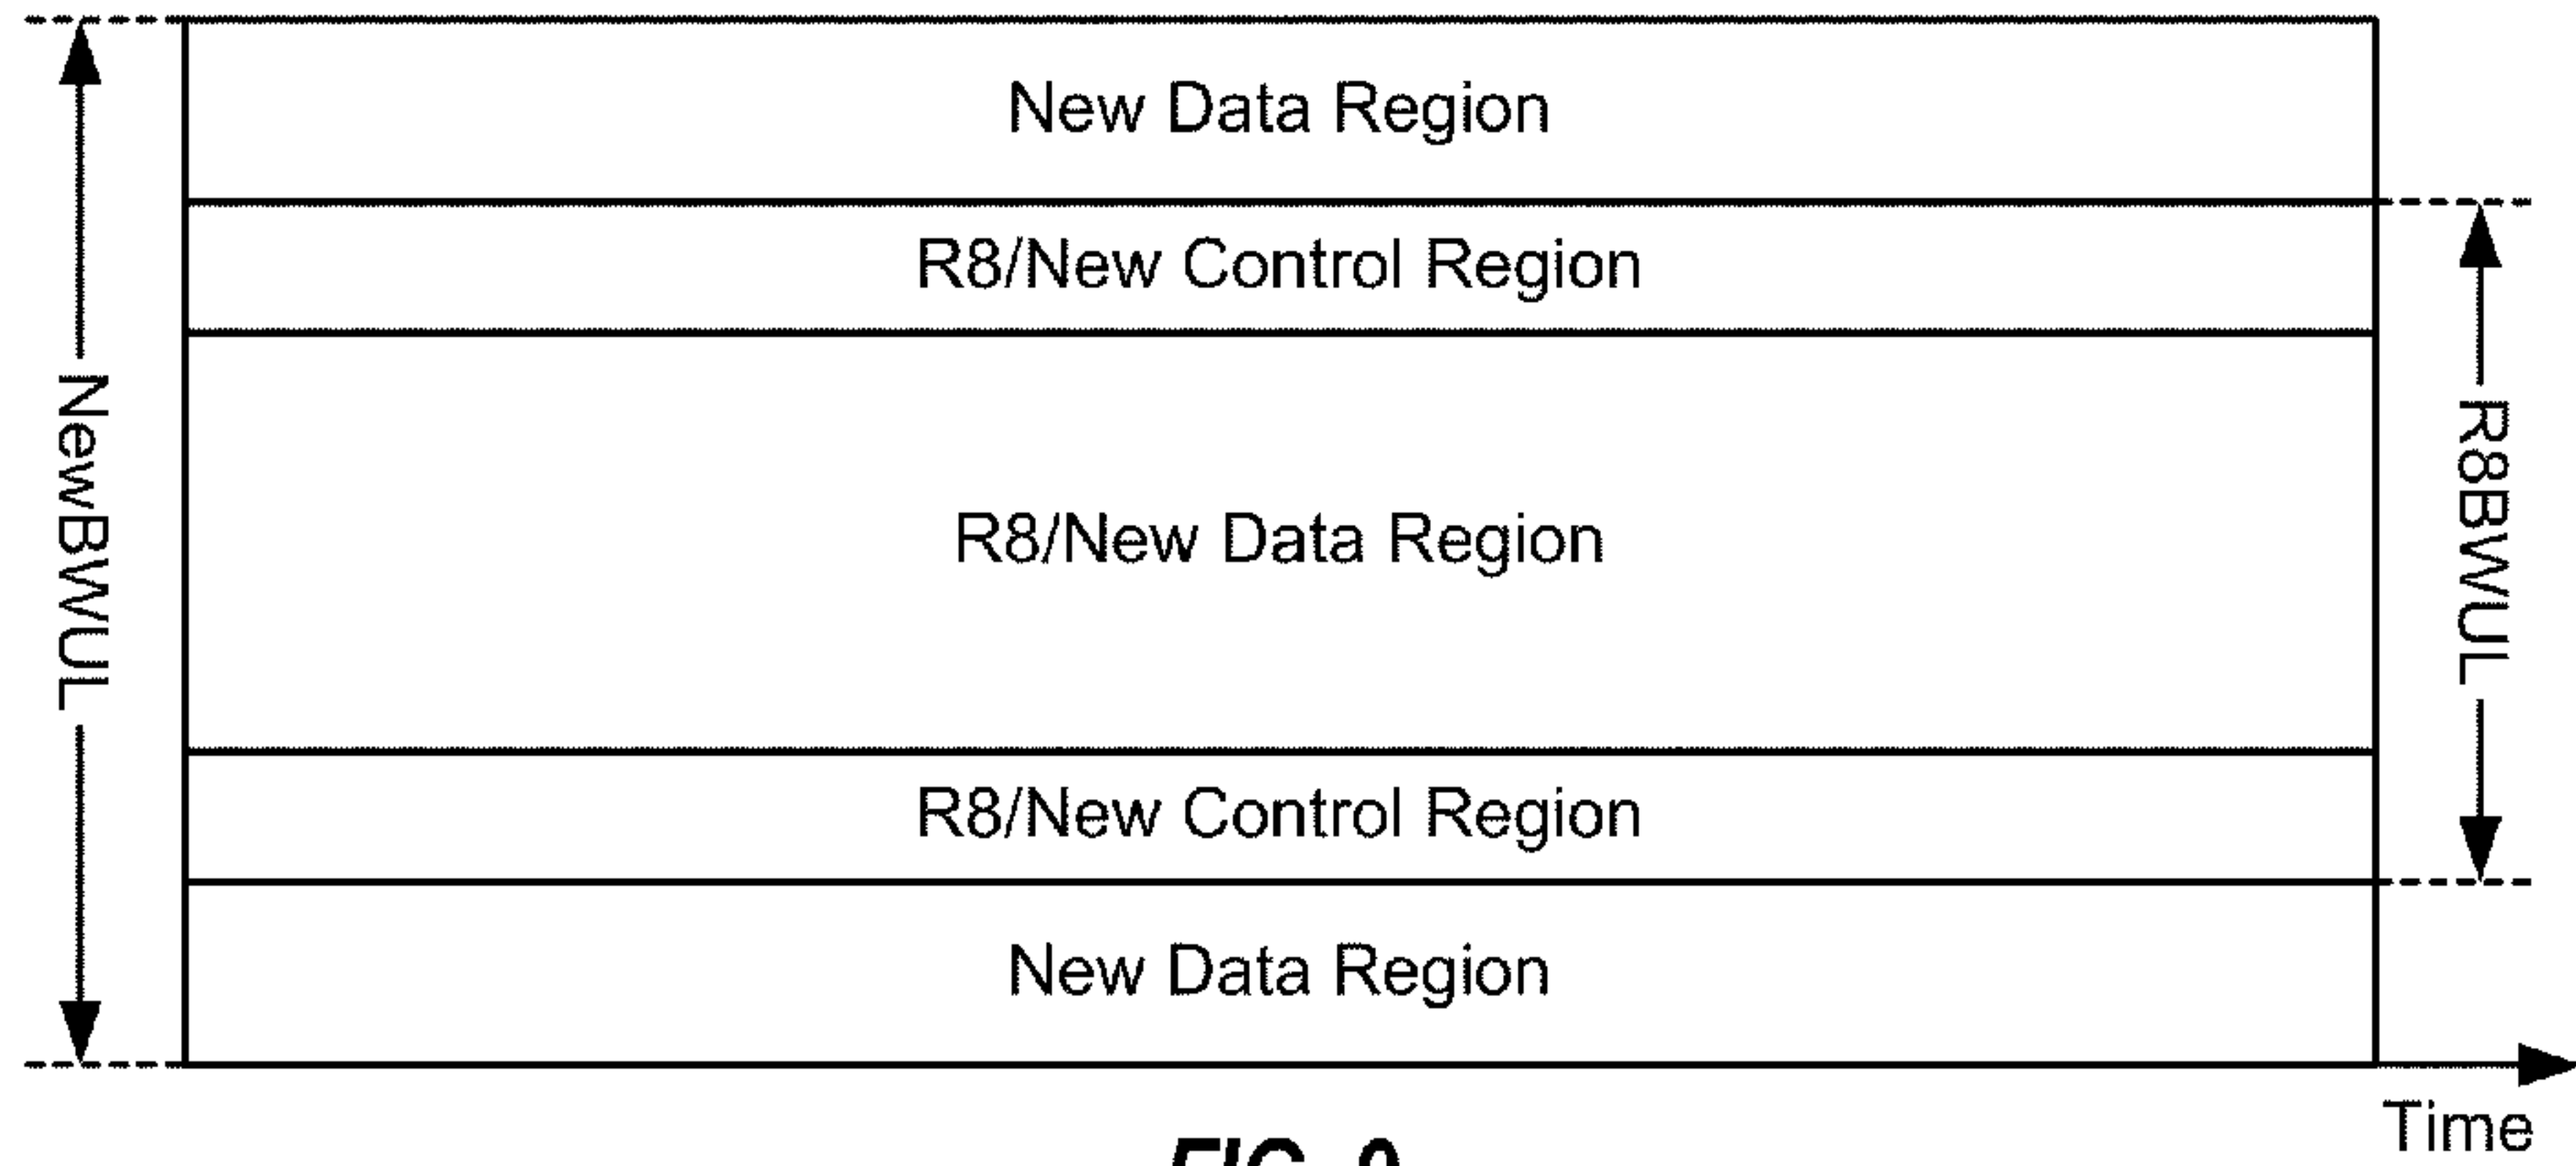 New Data Region
R8/New Control Region
NewBWUL
R8/New Data Region
R8BWUL
R8/New Control Region
New Data Region
Time
FIG.